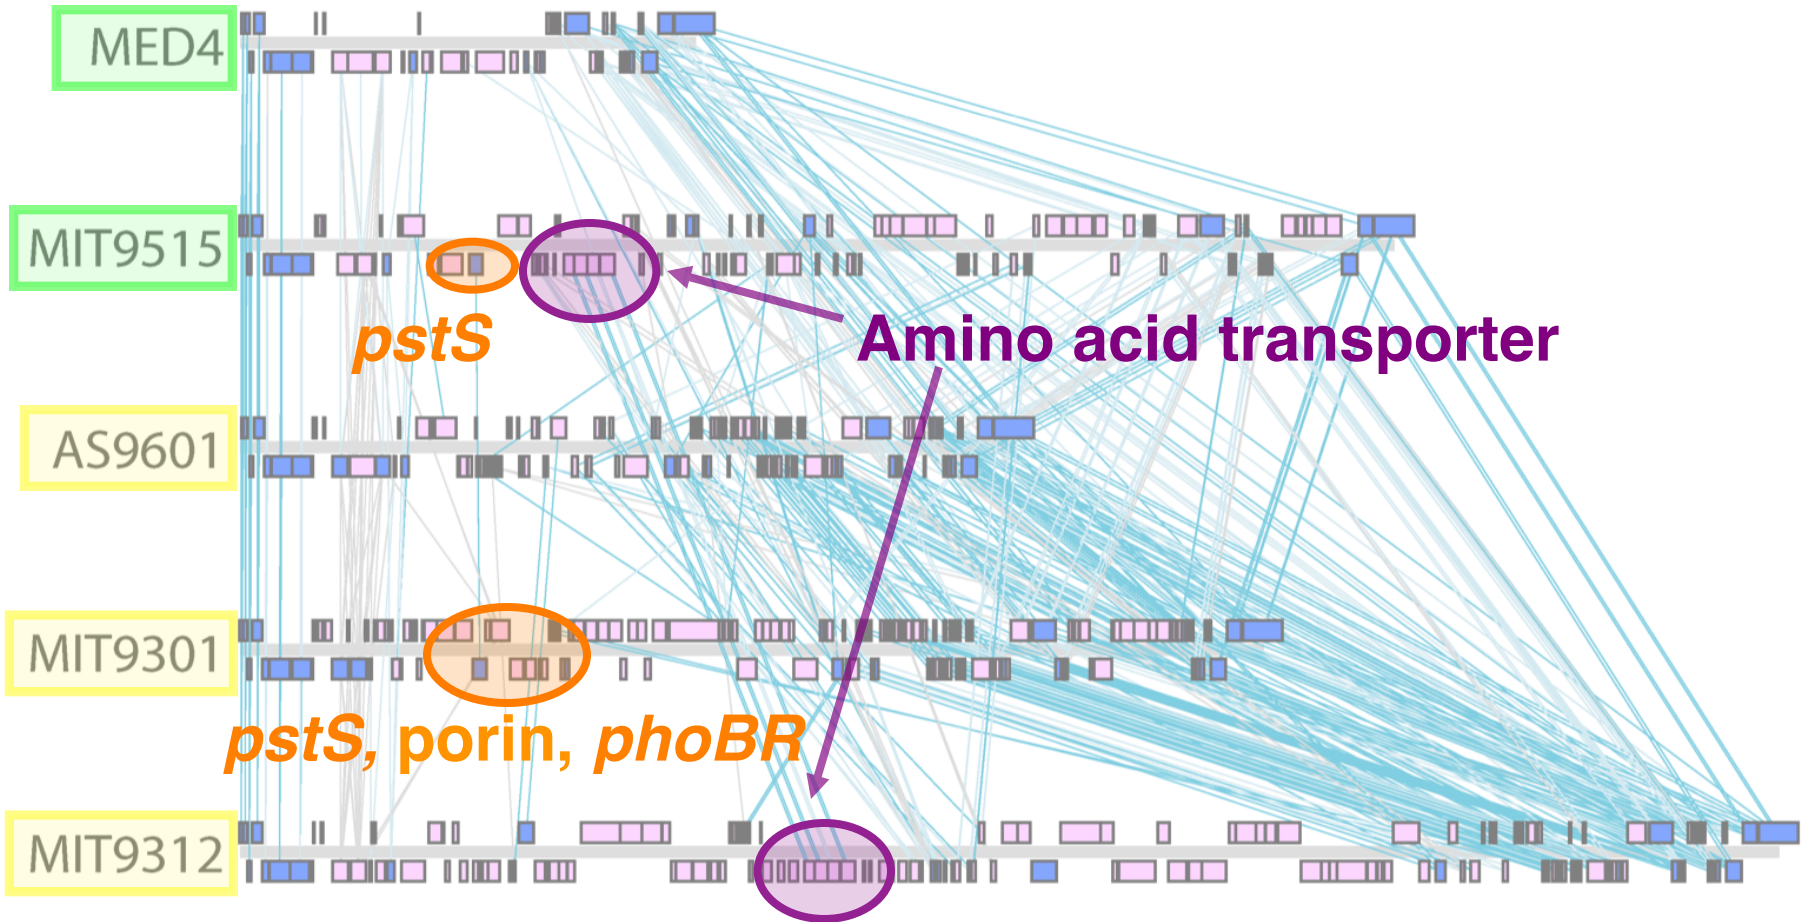 MED4
MIT9515
pstS
Amino acid transporter
AS9601
MIT9301
pstS, porin, phoBR
MIT9312